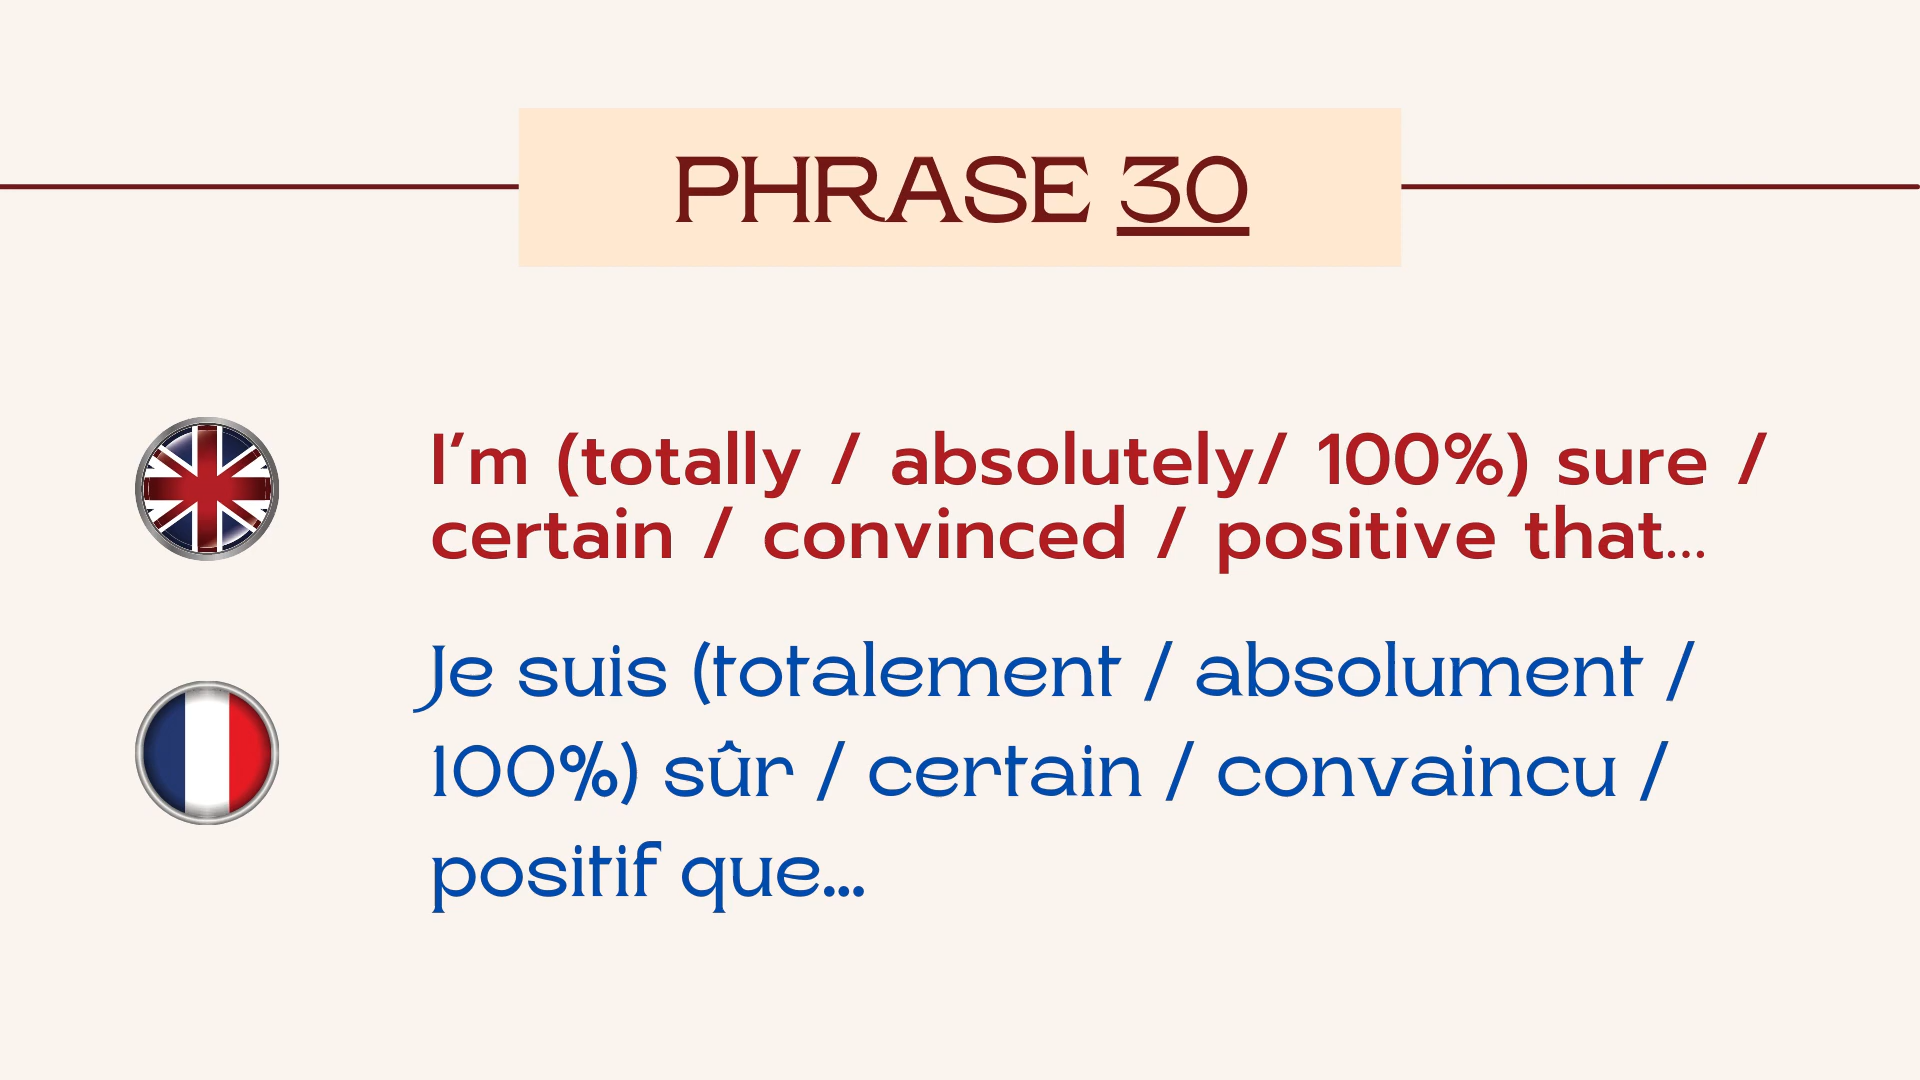 PHRASE 30
I’m (totally / absolutely/ 100%) sure /
certain / convinced / positive that...
Je suis (totalement / absolument /
100%) sûr / certain / convaincu /
positif que...